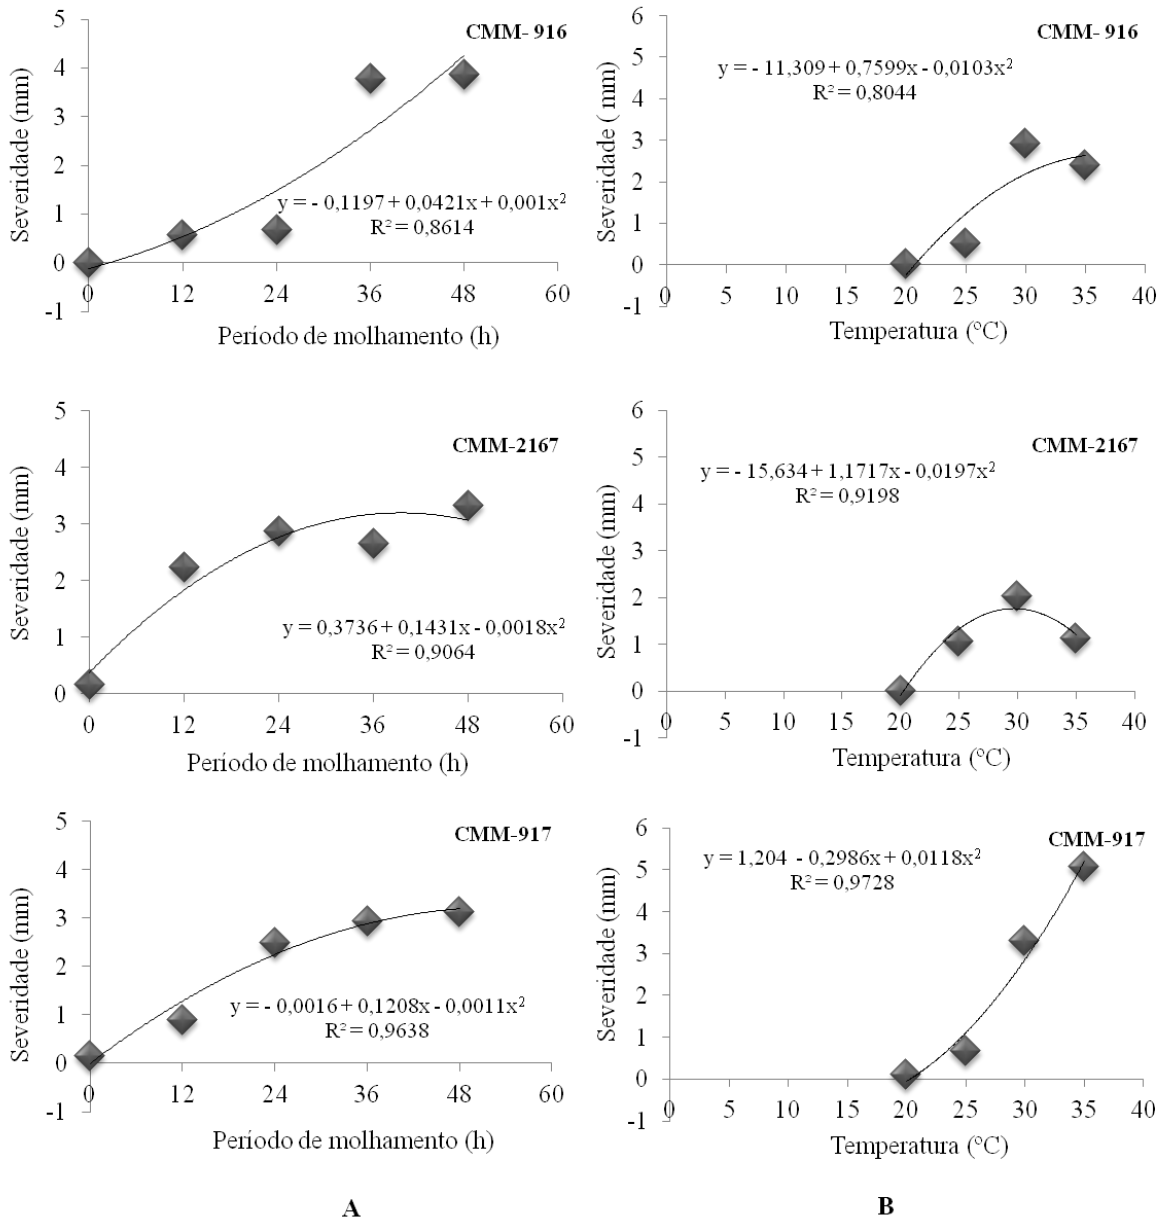 CMM- 916
5
4
3
2
1
0
-1
Severidade (mm)
y = - 0,1197 + 0,0421x + 0,001x²
R² = 0,8614
0 12 24 36 48 60
Período de molhamento (h)
CMM- 916
6
5
4
3
2
1
0
-1
Severidade ( mm)
y = - 11,309 + 0,7599x - 0,0103x²
R² = 0,8044
0 5 10 15 20 25 30 35 40
Temperatura (ºC)
CMM-2167
5
4
3
2
1
0
Severidade (mm)
y = 0,3736 + 0,1431x - 0,0018x²
R² = 0,9064
0 12 24 36 48 60
Período de molhamento (h)
CMM-2167
6
5
4
3
2
1
0
-1
Severidade (mm)
y = - 15,634 + 1,1717x - 0,0197x²
R² = 0,9198
0 5 10 15 20 25 30 35 40
Temperatura (ºC)
CMM-917
5
4
3
2
1
0
-1
Severidade (mm)
y = - 0,0016 + 0,1208x - 0,0011x²
R² = 0,9638
0 12 24 36 48 60
Período de molhamento (h)
CMM-917
6
5
4
3
2
1
0
-1
Severidade (mm)
y = 1,204 - 0,2986x + 0,0118x²
R² = 0,9728
0 5 10 15 20 25 30 35 40
Temperatura (ºC)
A
B